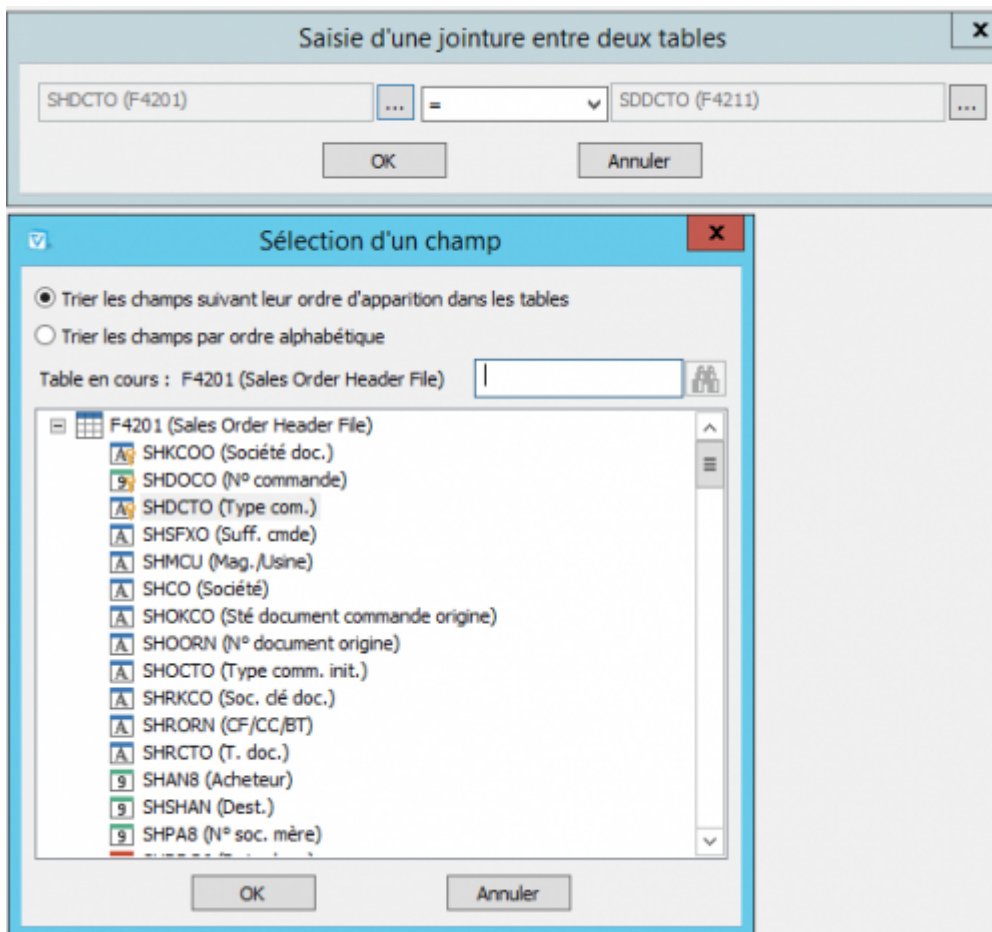 Saisie d'une jointure entre deux tables
x
SHDCTO (F4201) ... = SDDCTO (F4211) ...
OK Annuler
Sélection d'un champ
x
Trier les champs suivant leur ordre d'apparition dans les tables
Trier les champs par ordre alphabétique
Table en cours : F4201 (Sales Order Header File)
F4201 (Sales Order Header File)
SHKCOO (Société doc.)
SHDOCO (Nº commande)
SHDCTO (Type com.)
SHSFXO (Suff. cmde)
SHMCU (Mag./Usine)
SHCO (Société)
SHOKCO (Sté document commande origine)
SHOORN (Nº document origine)
SHOCTO (Type comm. init.)
SHRKCO (Soc. clé doc.)
SHRORN (CF/CC/BT)
SHRCTO (T. doc.)
SHAN8 (Acheteur)
SHSHAN (Dest.)
SHPA8 (Nº soc. mère)
OK Annuler